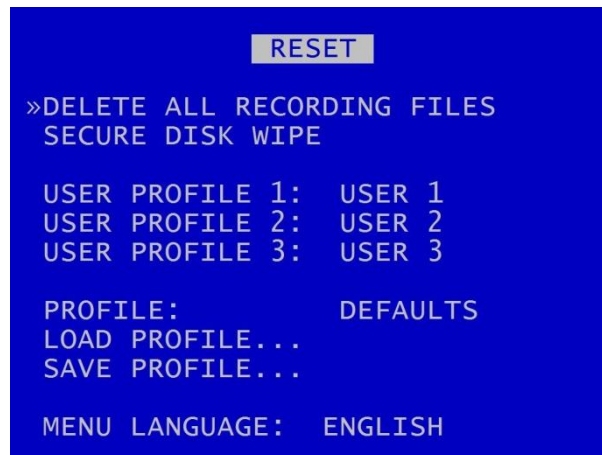 RESET
»DELETE ALL RECORDING FILES
SECURE DISK WIPE
USER PROFILE 1: USER 1
USER PROFILE 2: USER 2
USER PROFILE 3: USER 3
PROFILE: DEFAULTS
LOAD PROFILE...
SAVE PROFILE...
MENU LANGUAGE: ENGLISH